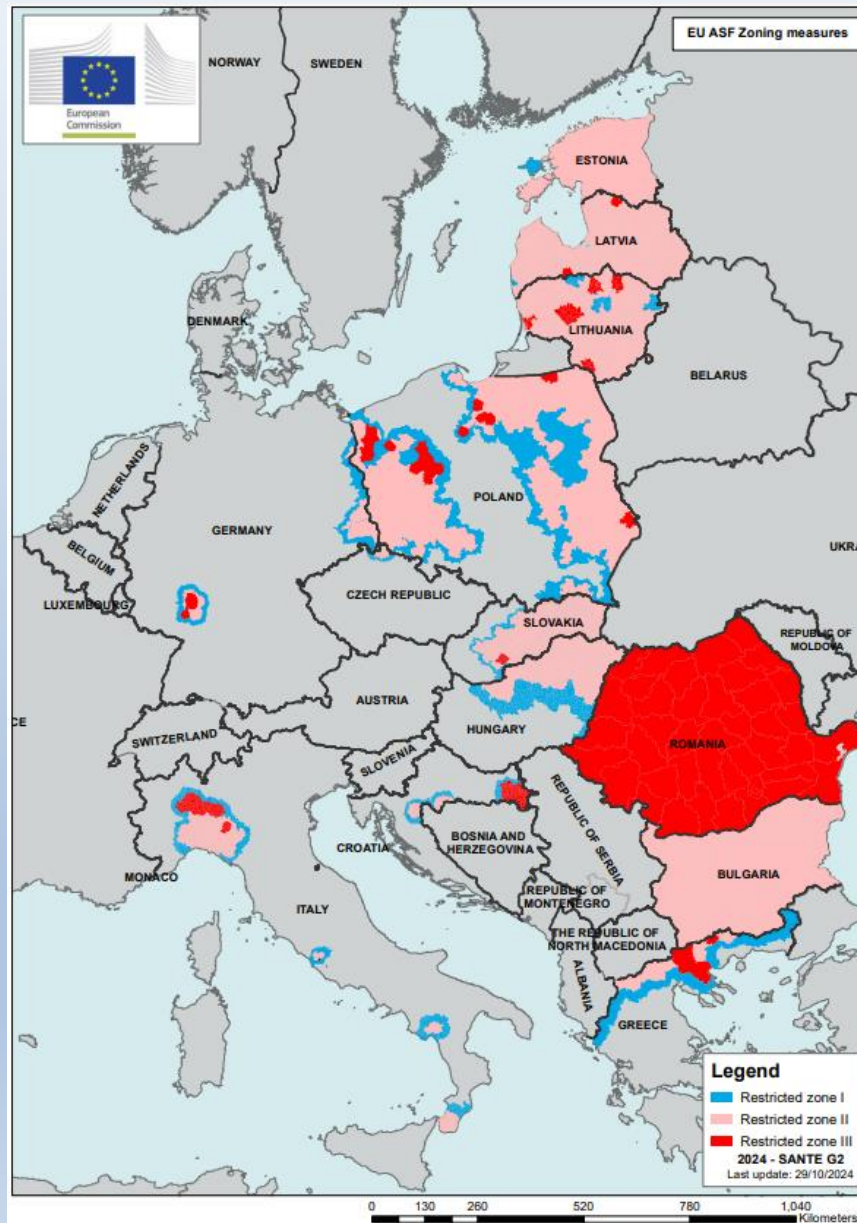 EU ASF Zoning measures
European
Commission
NORWAY
SWEDEN
ESTONIA
LATVIA
DENMARK
LITHUANIA
BELARUS
NETHERLANDS
POLAND
GERMANY
BELGIUM
UKRA
LUXEMBOURG
CZECH REPUBLIC
SLOVAKIA
REPUBLIC OF
MOLDOVA
AUSTRIA
CE
SWITZERLAND
HUNGARY
ROMANIA
SLOVENIA
REPUBLIC OF SERBIA
BOSNIA AND
HERZEGOVINA
CROATIA
MONACO
BULGARIA
REPUBLIC OF
MONTENEGRO
ITALY
THE REPUBLIC OF
NORTH MACEDONIA
ALBANIA
GREECE
Legend
Restricted zone I
Restricted zone II
Restricted zone III
2024 - SANTE G2
Last update: 29/10/2024
0 130 260 520 780 1,040
Kilometers